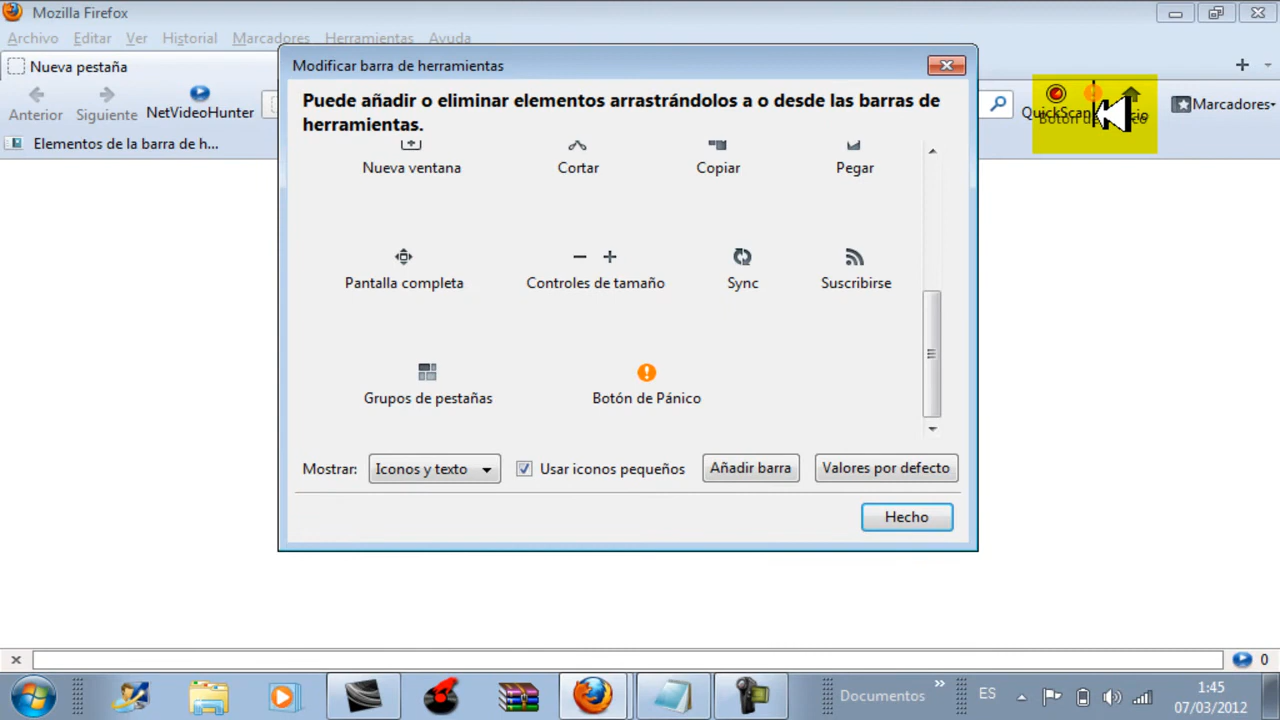 Mozilla Firefox
Archivo Editar Ver Historial Marcadores Herramientas Ayuda
Nueva pestaña
Anterior Siguiente NetVideoHunter QuickScan Marcadores
Elementos de la barra de h...
Modificar barra de herramientas
Puede añadir o eliminar elementos arrastrándolos a o desde las barras de
herramientas.
Nueva ventana Cortar Copiar Pegar
Pantalla completa Controles de tamaño Sync Suscribirse
Grupos de pestañas Botón de Pánico
Mostrar: Iconos y texto Usar iconos pequeños Añadir barra Valores por defecto
Hecho
0
Documentos » ES 1:45
07/03/2012